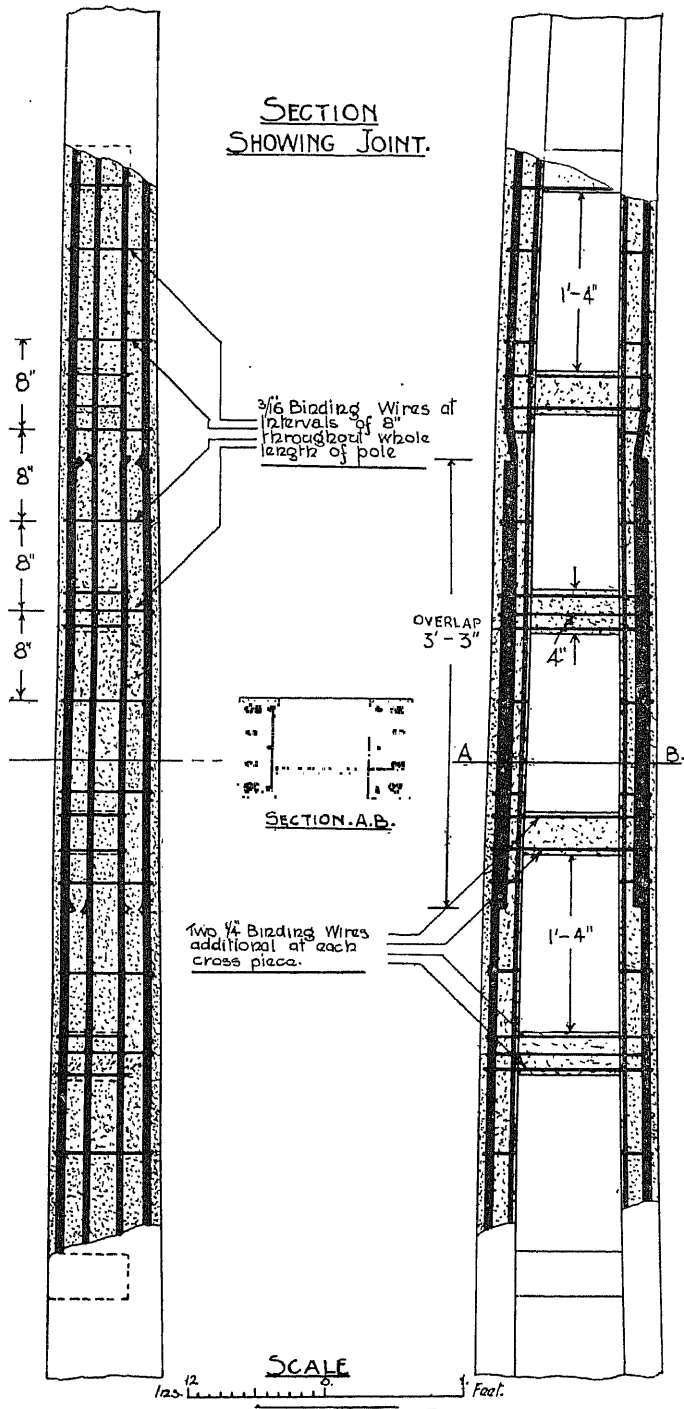 SECTION
SHOWING JOINT.
1'-4"
8"
8"
8"
8"
3/16 Binding Wires at
intervals of 8"
throughout whole
length of pole
OVERLAP
3'-3"
4"
A
B.
SECTION.A.B.
Two 1/4" Binding Wires
additional at each
cross piece.
1'-4"
SCALE
Ins. 12 0. 1. Feet.